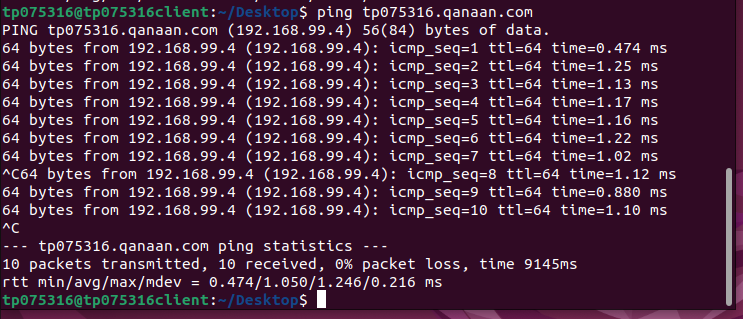 tp075316@tp075316client:~/Desktop$ ping tp075316.qanaan.com
PING tp075316.qanaan.com (192.168.99.4) 56(84) bytes of data.
64 bytes from 192.168.99.4 (192.168.99.4): icmp_seq=1 ttl=64 time=0.474 ms
64 bytes from 192.168.99.4 (192.168.99.4): icmp_seq=2 ttl=64 time=1.25 ms
64 bytes from 192.168.99.4 (192.168.99.4): icmp_seq=3 ttl=64 time=1.13 ms
64 bytes from 192.168.99.4 (192.168.99.4): icmp_seq=4 ttl=64 time=1.17 ms
64 bytes from 192.168.99.4 (192.168.99.4): icmp_seq=5 ttl=64 time=1.16 ms
64 bytes from 192.168.99.4 (192.168.99.4): icmp_seq=6 ttl=64 time=1.22 ms
64 bytes from 192.168.99.4 (192.168.99.4): icmp_seq=7 ttl=64 time=1.02 ms
^C64 bytes from 192.168.99.4 (192.168.99.4): icmp_seq=8 ttl=64 time=1.12 ms
64 bytes from 192.168.99.4 (192.168.99.4): icmp_seq=9 ttl=64 time=0.880 ms
64 bytes from 192.168.99.4 (192.168.99.4): icmp_seq=10 ttl=64 time=1.10 ms
^C
--- tp075316.qanaan.com ping statistics ---
10 packets transmitted, 10 received, 0% packet loss, time 9145ms
rtt min/avg/max/mdev = 0.474/1.050/1.246/0.216 ms
tp075316@tp075316client:~/Desktop$